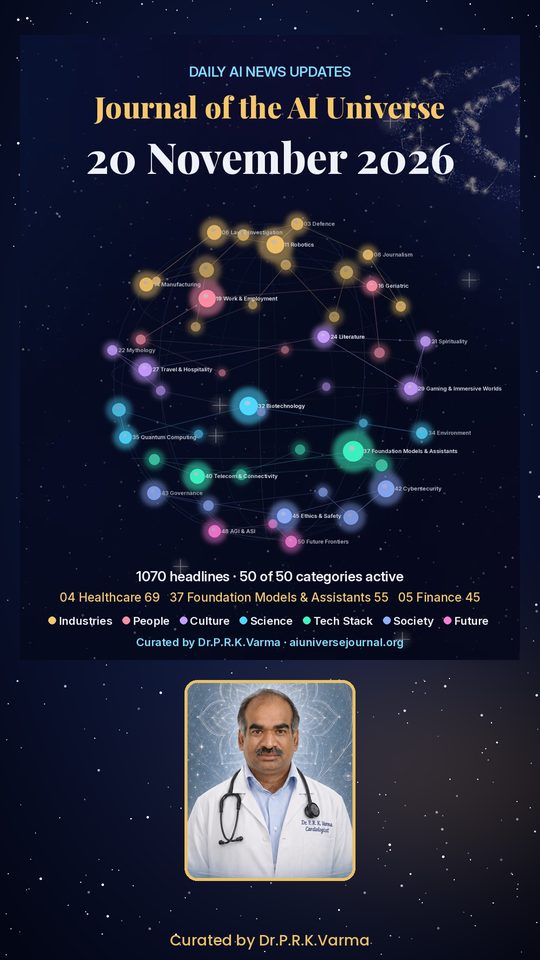 DAILY AI NEWS UPDATES
Journal of the AI Universe
20 November 2026
03 Defence
06 Law & Investigation
11 Robotics
08 Journalism
14 Manufacturing
16 Geriatric
19 Work & Employment
24 Literature
21 Spirituality
22 Mythology
27 Travel & Hospitality
29 Gaming & Immersive Worlds
32 Biotechnology
34 Environment
35 Quantum Computing
37 Foundation Models & Assistants
40 Telecom & Connectivity
42 Cybersecurity
43 Governance
45 Ethics & Safety
48 AGI & ASI
50 Future Frontiers
1070 headlines · 50 of 50 categories active
04 Healthcare 69 37 Foundation Models & Assistants 55 05 Finance 45
Industries People Culture Science Tech Stack Society Future
Curated by Dr.P.R.K.Varma · aiuniversejournal.org
Dr. P. R. K. Varma
Cardiologist
Curated by Dr.P.R.K.Varma